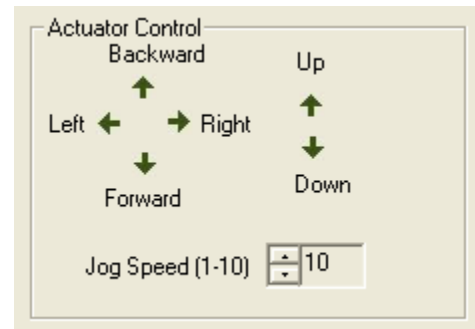 Actuator Control
Backward
Up
Left
Right
Forward
Down
Jog Speed (1-10)
10